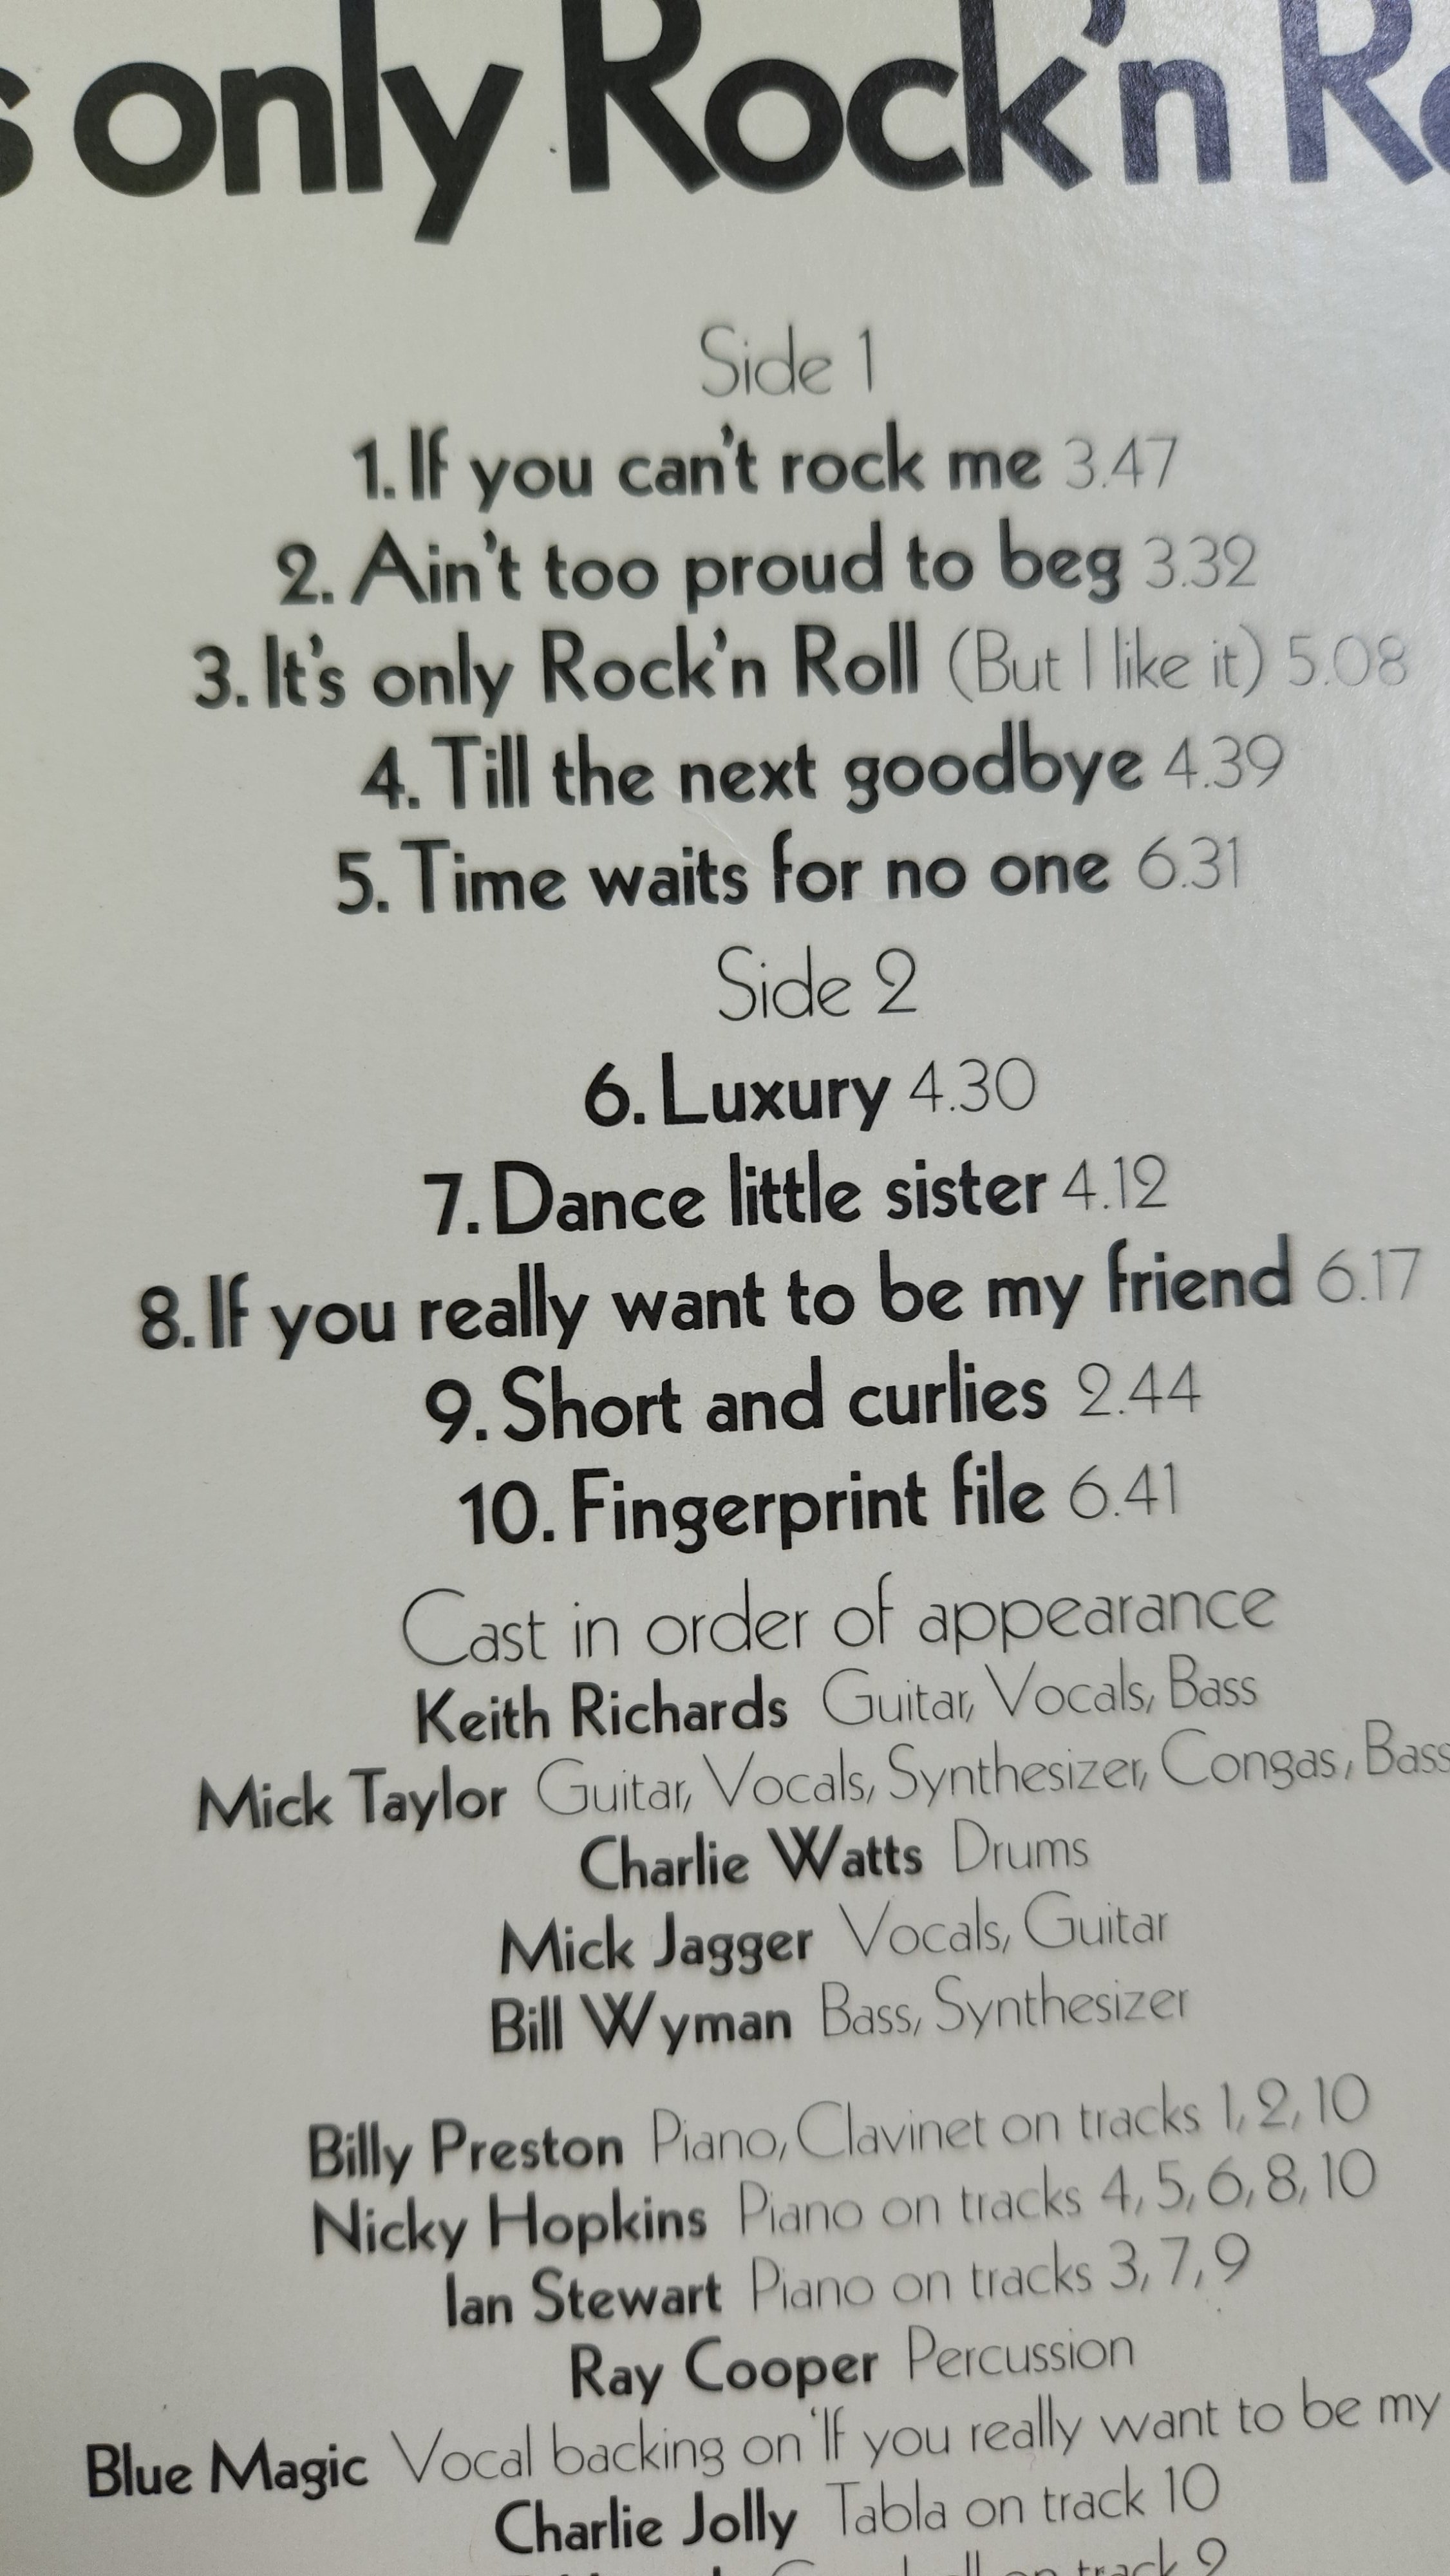 only Rock'n
Side 1
1. If you can't rock me 3.47
2. Ain't too proud to beg 3.32
3. It's only Rock'n Roll (But I like it) 5.08
4. Till the next goodbye 4.39
5. Time waits for no one 6.31
Side 2
6. Luxury 4.30
7. Dance little sister 4.12
8. If you really want to be my friend 6.17
9. Short and curlies 2.44
10. Fingerprint file 6.41
Cast in order of appearance
Keith Richards Guitar, Vocals, Bass
Mick Taylor Guitar, Vocals, Synthesizer, Congas, Bass
Charlie Watts Drums
Mick Jagger Vocals, Guitar
Bill Wyman Bass, Synthesizer
Billy Preston Piano, Clavinet on tracks 1, 2, 10
Nicky Hopkins Piano on tracks 4, 5, 6, 8, 10
Ian Stewart Piano on tracks 3, 7, 9
Ray Cooper Percussion
Blue Magic Vocal backing on 'If you really want to be my
Charlie Jolly Tabla on track 10
on track 2